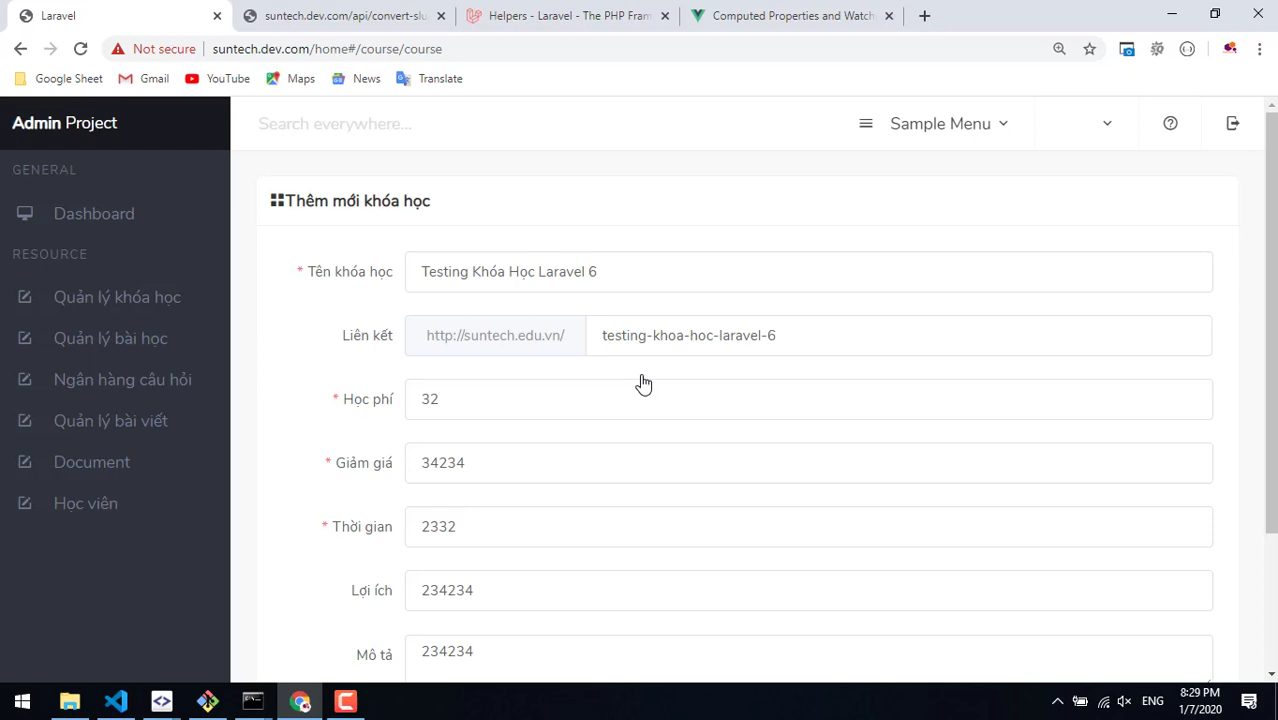 Laravel
suntech.dev.com/api/convert-slu
Helpers - Laravel - The PHP Fram
Computed Properties and Watch
Not secure
suntech.dev.com/home#/course/course
Google Sheet
Gmail
YouTube
Maps
News
Translate
Admin Project
Search everywhere...
Sample Menu
GENERAL
Dashboard
RESOURCE
Quản lý khóa học
Quản lý bài học
Ngân hàng câu hỏi
Quản lý bài viết
Document
Học viên
Thêm mới khóa học
* Tên khóa học
Testing Khóa Học Laravel 6
Liên kết
http://suntech.edu.vn/
testing-khoa-hoc-laravel-6
* Học phí
32
* Giảm giá
34234
* Thời gian
2332
Lợi ích
234234
Mô tả
234234
ENG
8:29 PM
1/7/2020